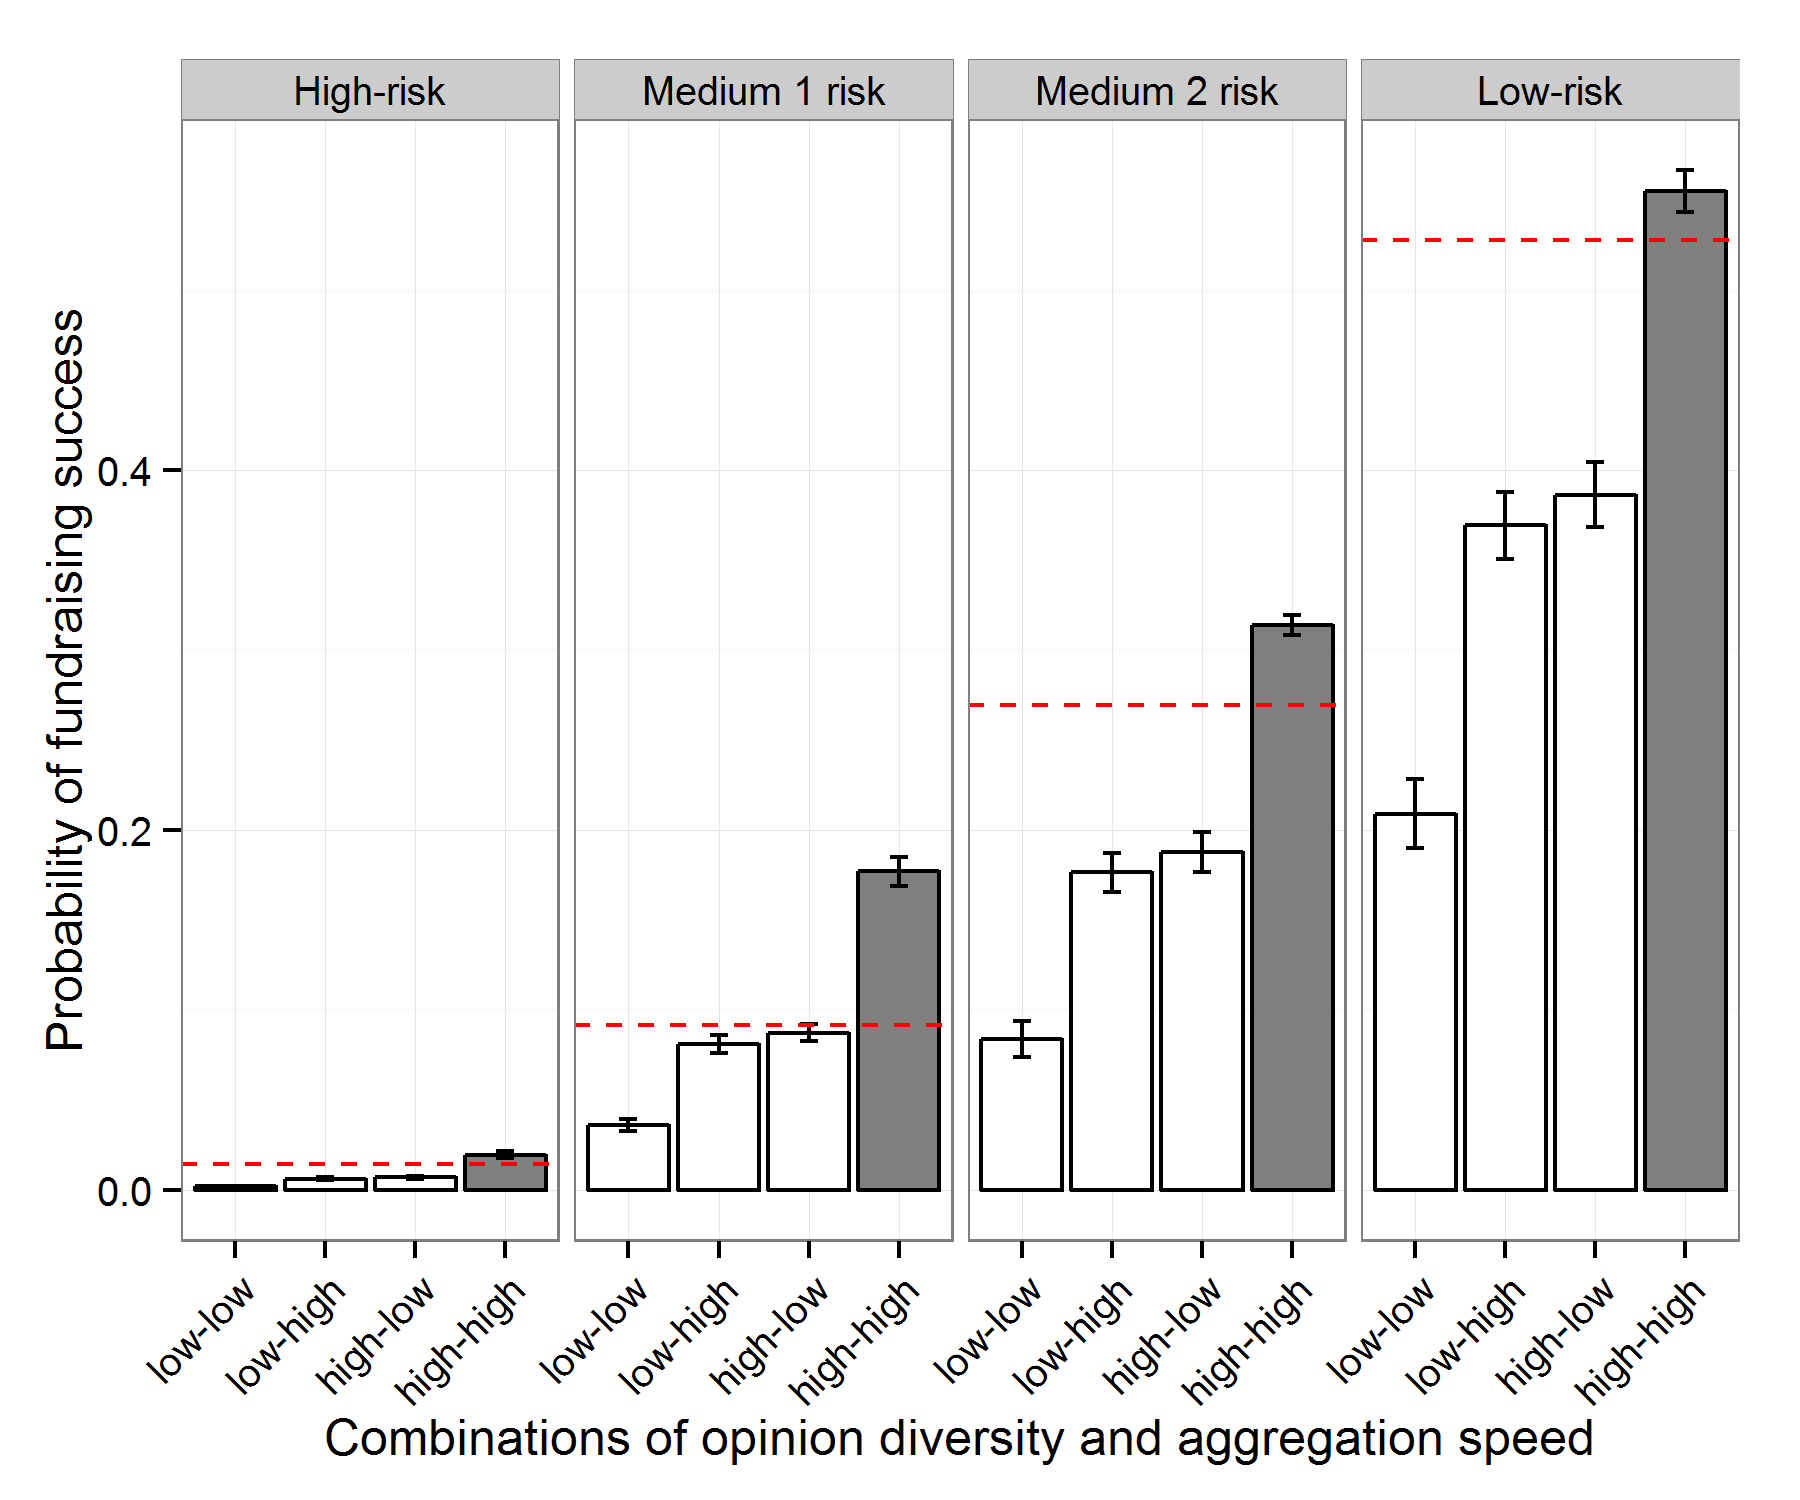 High-risk
Medium 1 risk
Medium 2 risk
Low-risk
Probability of fundraising success
0.4
0.2
0.0
low-low
low-high
high-low
high-high
low-low
low-high
high-low
high-high
low-low
low-high
high-low
high-high
low-low
low-high
high-low
high-high
Combinations of opinion diversity and aggregation speed